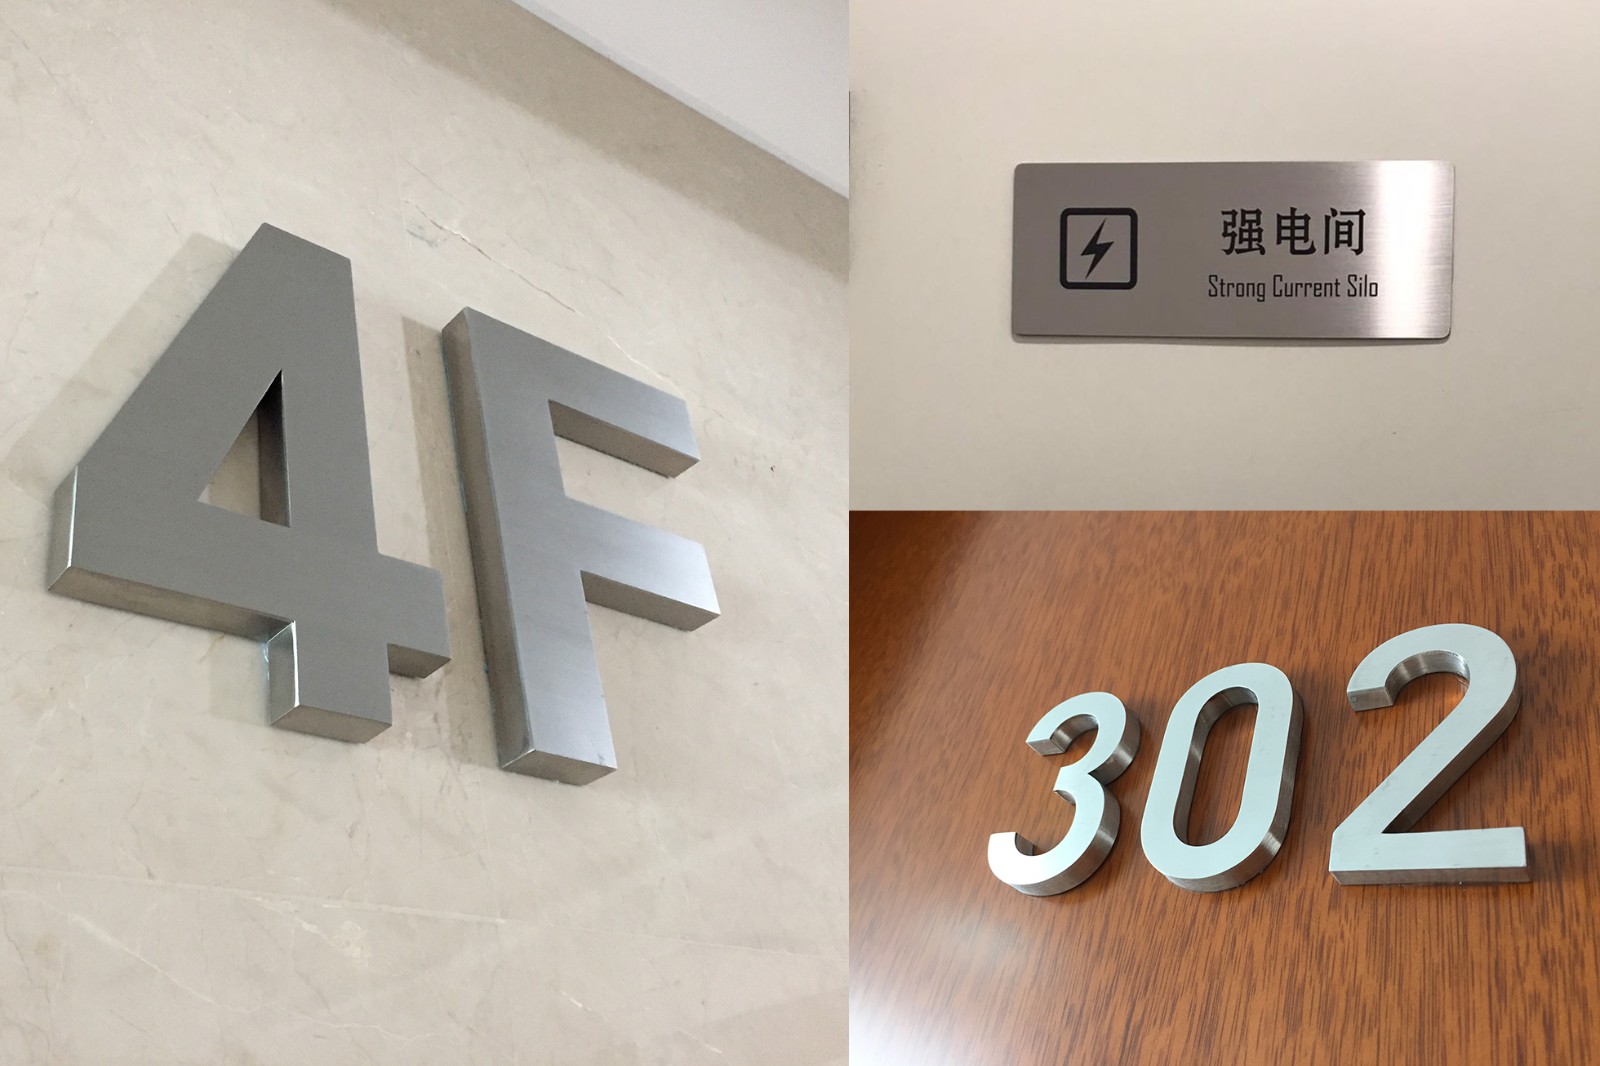 4F
强电间
Strong Current Silo
302